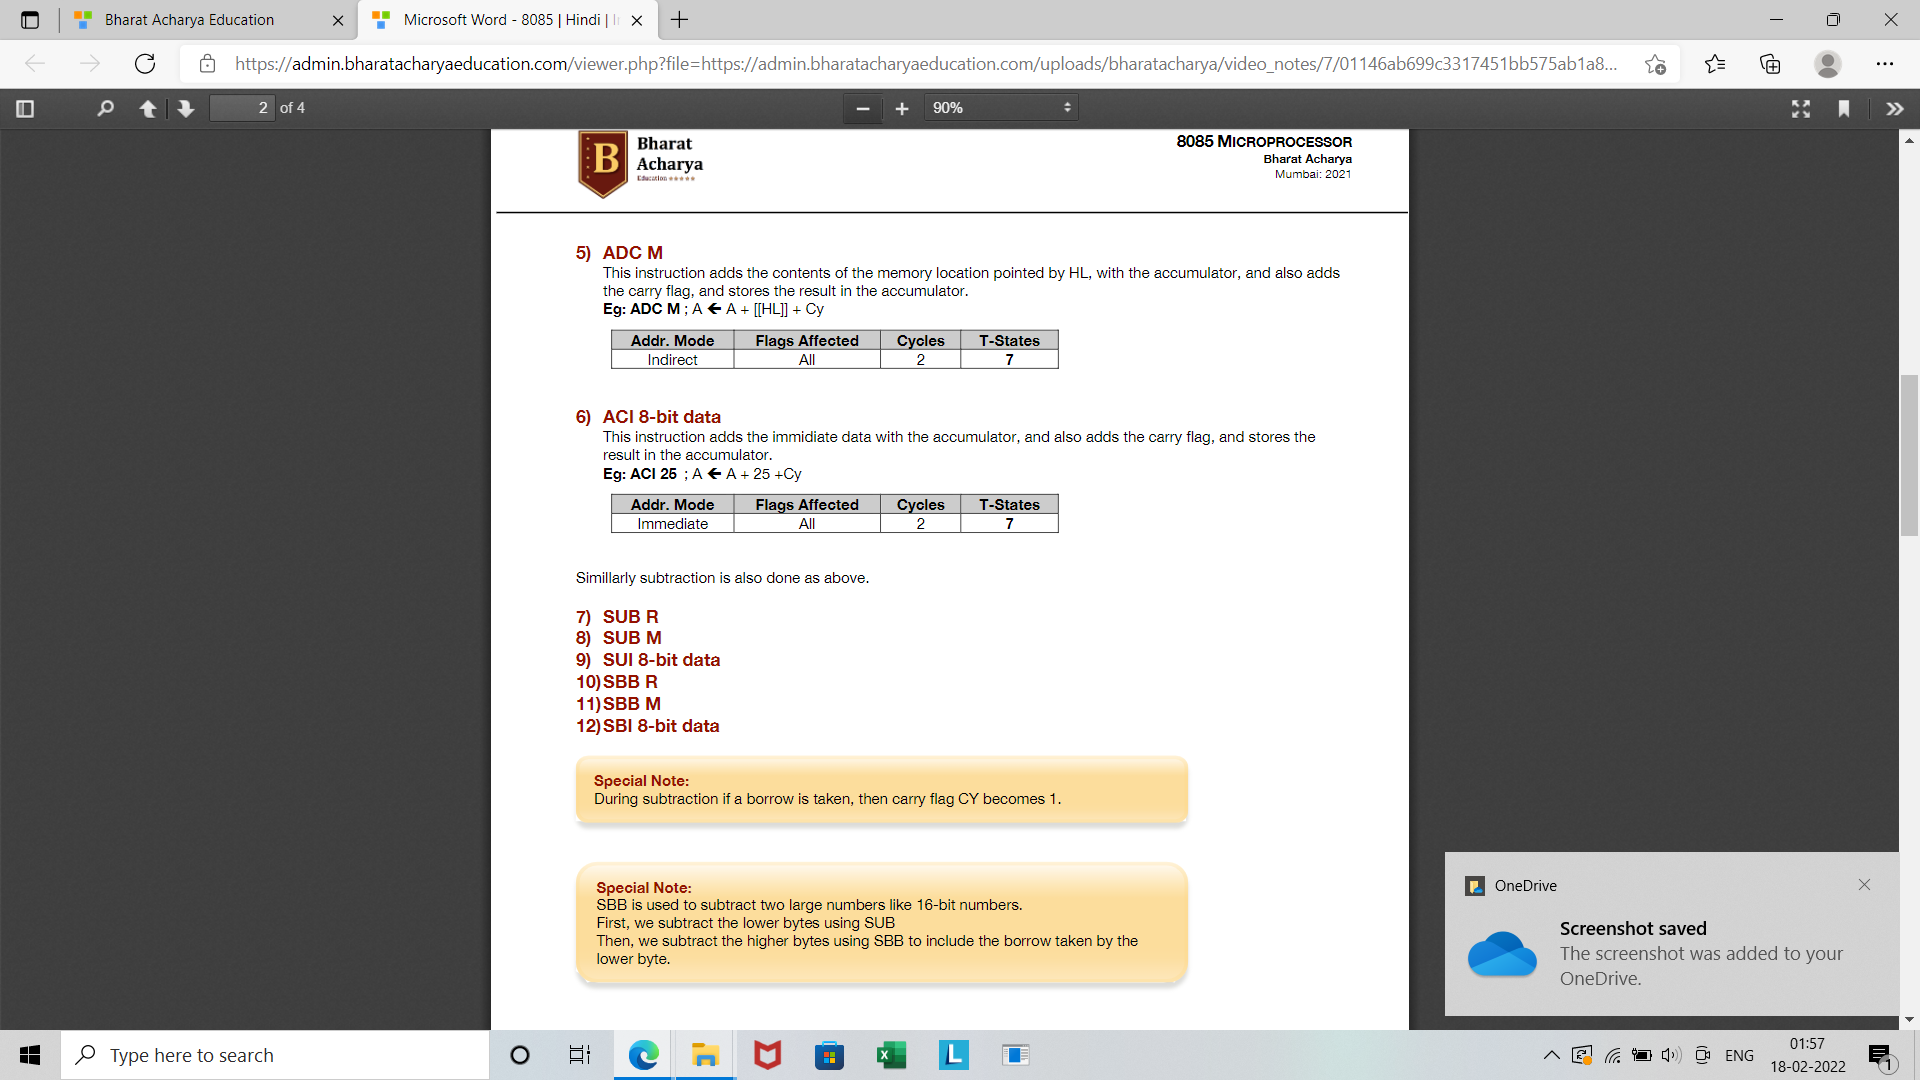 Bharat Acharya Education
Microsoft Word - 8085 | Hindi |
https://admin.bharatacharyaeducation.com/viewer.php?file=https://admin.bharatacharyaeducation.com/uploads/bharatacharya/video_notes/7/01146ab699c3317451bb575ab1a8...
2 of 4
90%
B
Bharat
Acharya
Education
8085 MICROPROCESSOR
Bharat Acharya
Mumbai: 2021
5) ADC M
This instruction adds the contents of the memory location pointed by HL, with the accumulator, and also adds
the carry flag, and stores the result in the accumulator.
Eg: ADC M ; A 🡰 A + [[HL]] + Cy
Addr. Mode Flags Affected Cycles T-States
Indirect All 2 7
6) ACI 8-bit data
This instruction adds the immidiate data with the accumulator, and also adds the carry flag, and stores the
result in the accumulator.
Eg: ACI 25 ; A 🡰 A + 25 +Cy
Addr. Mode Flags Affected Cycles T-States
Immediate All 2 7
Simillarly subtraction is also done as above.
7) SUB R
8) SUB M
9) SUI 8-bit data
10) SBB R
11) SBB M
12) SBI 8-bit data
Special Note:
During subtraction if a borrow is taken, then carry flag CY becomes 1.
Special Note:
SBB is used to subtract two large numbers like 16-bit numbers.
First, we subtract the lower bytes using SUB
Then, we subtract the higher bytes using SBB to include the borrow taken by the
lower byte.
OneDrive
Screenshot saved
The screenshot was added to your
OneDrive.
Type here to search
L
ENG
01:57
18-02-2022
1